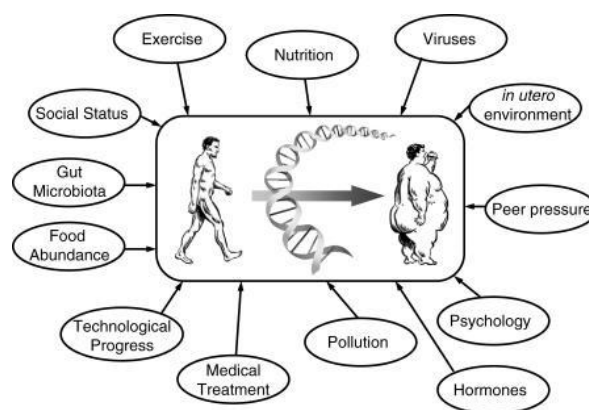 Exercise
Nutrition
Viruses
in utero
environment
Social Status
Gut
Microbiota
Peer pressure
Food
Abundance
Technological
Progress
Medical
Treatment
Pollution
Psychology
Hormones